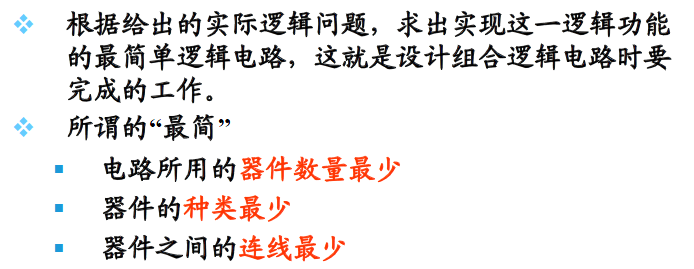 根据给出的实际逻辑问题，求出实现这一逻辑功能
的最简单逻辑电路，这就是设计组合逻辑电路时要
完成的工作。
所谓的“最简”
电路所用的器件数量最少
器件的种类最少
器件之间的连线最少